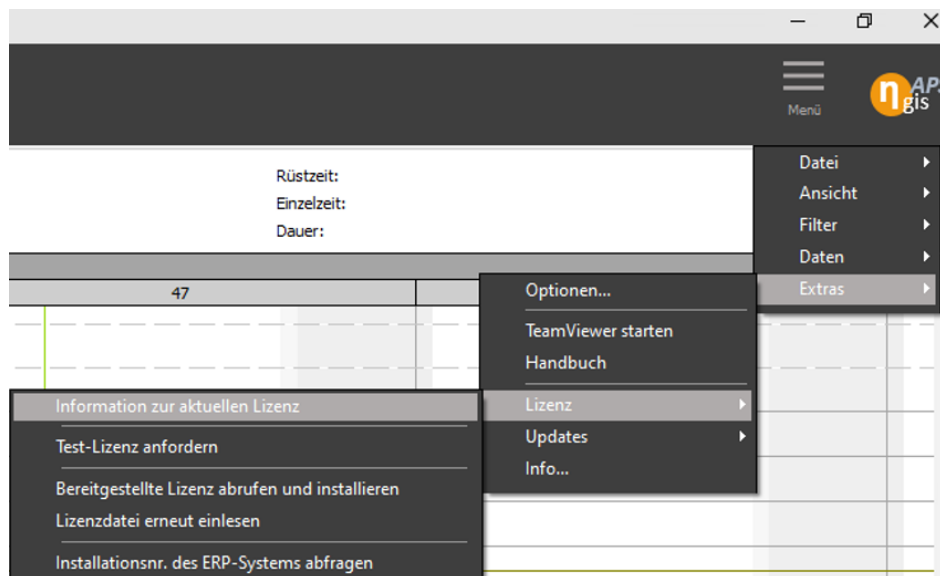 Menü
η gis AP
Rüstzeit:
Einzelzeit:
Dauer:
47
Datei
Ansicht
Filter
Daten
Extras
Optionen...
TeamViewer starten
Handbuch
Lizenz
Updates
Info...
Information zur aktuellen Lizenz
Test-Lizenz anfordern
Bereitgestellte Lizenz abrufen und installieren
Lizenzdatei erneut einlesen
Installationsnr. des ERP-Systems abfragen